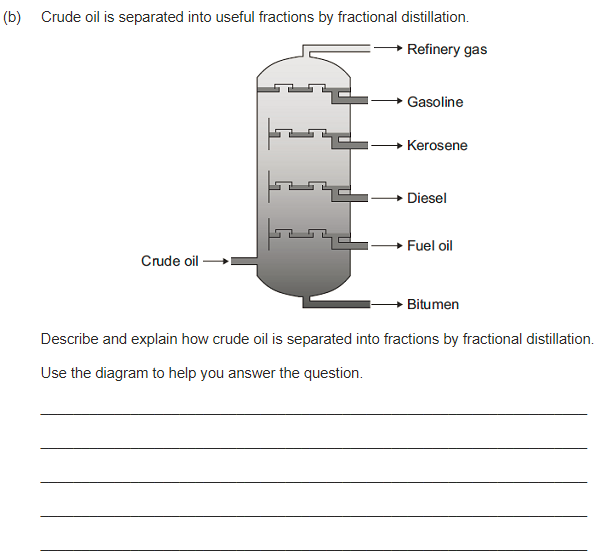 (b) Crude oil is separated into useful fractions by fractional distillation.
Refinery gas
Gasoline
Kerosene
Diesel
Fuel oil
Crude oil
Bitumen
Describe and explain how crude oil is separated into fractions by fractional distillation.
Use the diagram to help you answer the question.